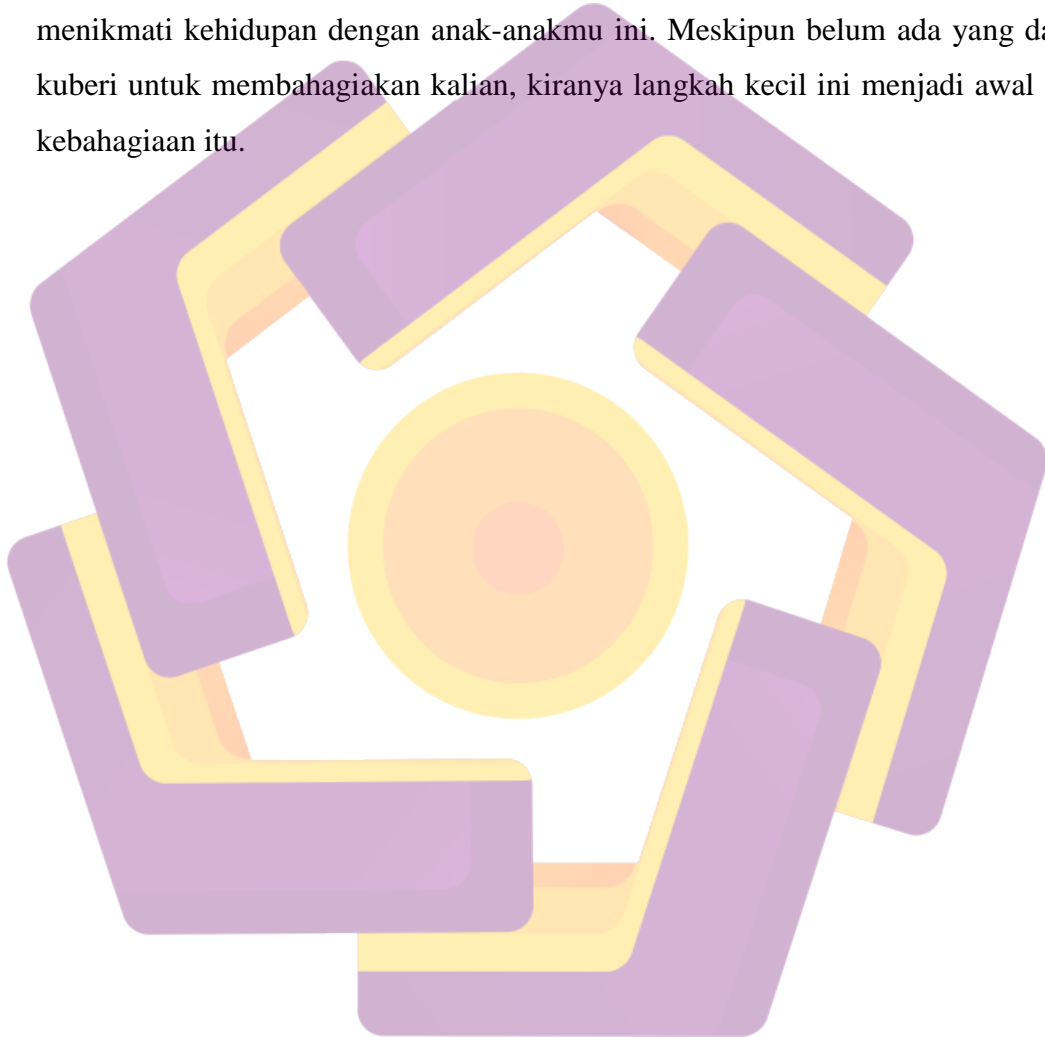 menikmati kehidupan dengan anak-anakmu ini. Meskipun belum ada yang
kuberi untuk membahagiakan kalian, kiranya langkah kecil ini menjadi awal
kebahagiaan itu.